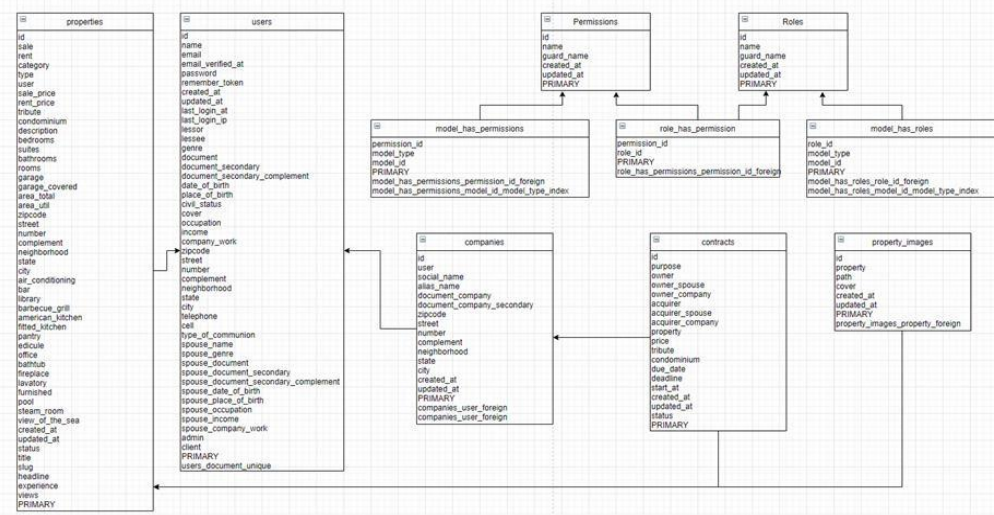 properties
id
sale
rent
category
type
user
sale_price
rent_price
tribute
condominium
description
bedrooms
suites
bathrooms
rooms
garage
garage_covered
area_total
area_util
zipcode
street
number
complement
neighborhood
state
city
air_conditioning
bar
library
barbecue_grill
american_kitchen
fitted_kitchen
pantry
edicule
office
bathtub
fireplace
lavatory
furnished
pool
steam_room
view_of_the_sea
created_at
updated_at
status
title
slug
headline
experience
views
PRIMARY
users
id
name
email
email_verified_at
password
remember_token
created_at
updated_at
last_login_at
last_login_ip
lessor
lessee
genre
document
document_secondary
document_secondary_complement
date_of_birth
place_of_birth
civil_status
cover
occupation
income
company_work
zipcode
street
number
complement
neighborhood
state
city
telephone
cell
type_of_communion
spouse_name
spouse_genre
spouse_document
spouse_document_secondary
spouse_document_secondary_complement
spouse_date_of_birth
spouse_place_of_birth
spouse_occupation
spouse_income
spouse_company_work
admin
client
PRIMARY
users_document_unique
Permissions
id
name
guard_name
created_at
updated_at
PRIMARY
Roles
id
name
guard_name
created_at
updated_at
PRIMARY
model_has_permissions
permission_id
model_type
model_id
PRIMARY
model_has_permissions_permission_id_foreign
model_has_permissions_model_id_model_type_index
role_has_permission
permission_id
role_id
PRIMARY
role_has_permissions_permission_id_foreign
model_has_roles
role_id
model_type
model_id
PRIMARY
model_has_roles_role_id_foreign
model_has_roles_model_id_model_type_index
companies
id
user
social_name
alias_name
document_company
document_company_secondary
zipcode
street
number
complement
neighborhood
state
city
created_at
updated_at
PRIMARY
companies_user_foreign
companies_user_foreign
contracts
id
purpose
owner
owner_spouse
owner_company
acquirer
acquirer_spouse
acquirer_company
property
price
tribute
condominium
due_date
deadline
start_at
created_at
updated_at
status
PRIMARY
property_images
id
property
path
cover
created_at
updated_at
PRIMARY
property_images_property_foreign